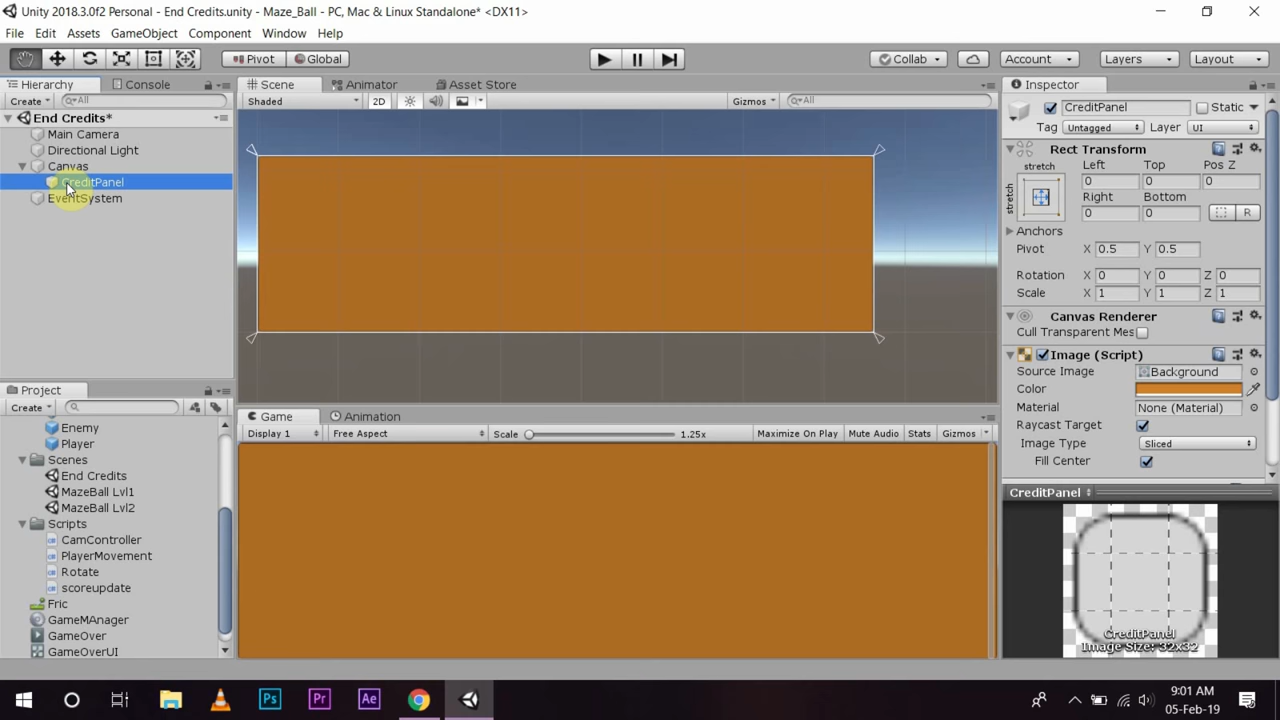 Unity 2018.3.0f2 Personal - End Credits.unity - Maze_Ball - PC, Mac & Linux Standalone* <DX11>
File Edit Assets GameObject Component Window Help
Pivot Global Collab Account Layers Layout
Hierarchy Console Scene Animator Asset Store Inspector
Create All Shaded 2D Gizmos All CreditPanel Static
End Credits* Tag Untagged Layer UI
Main Camera
Directional Light
Canvas
CreditPanel
EventSystem
Rect Transform
stretch Left Top Pos Z
0 0 0
stretch Right Bottom
0 0 R
Anchors
Pivot X 0.5 Y 0.5
Rotation X 0 Y 0 Z 0
Scale X 1 Y 1 Z 1
Canvas Renderer
Cull Transparent Mes
Image (Script)
Source Image Background
Color
Material None (Material)
Raycast Target
Image Type Sliced
Fill Center
Project
Create
Enemy
Player
Scenes
End Credits
MazeBall Lvl1
MazeBall Lvl2
Scripts
CamController
PlayerMovement
Rotate
scoreupdate
Fric
GameMAnager
GameOver
GameOverUI
Game Animation
Display 1 Free Aspect Scale 1.25x Maximize On Play Mute Audio Stats Gizmos
CreditPanel
CreditPanel
Image Size: 32x32
Ps Pr Ae
9:01 AM
05-Feb-19